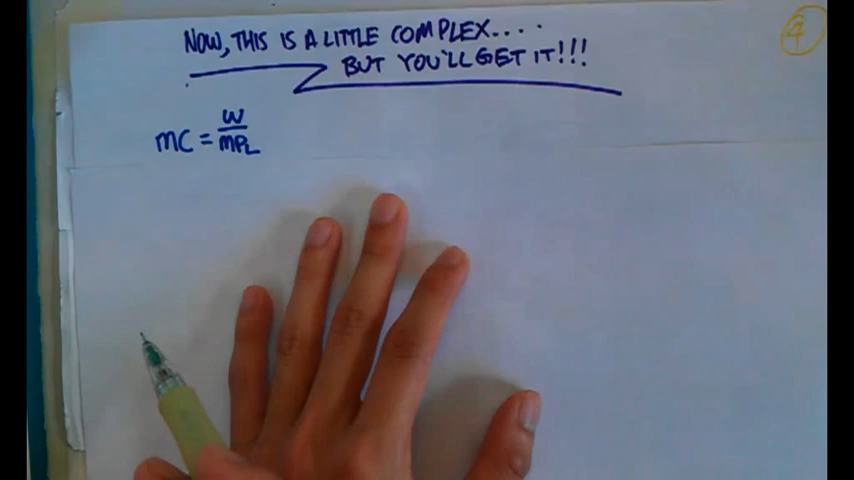 NOW, THIS IS A LITTLE COMPLEX....
BUT YOU'LL GET IT!!!
4
MC = W/MPL